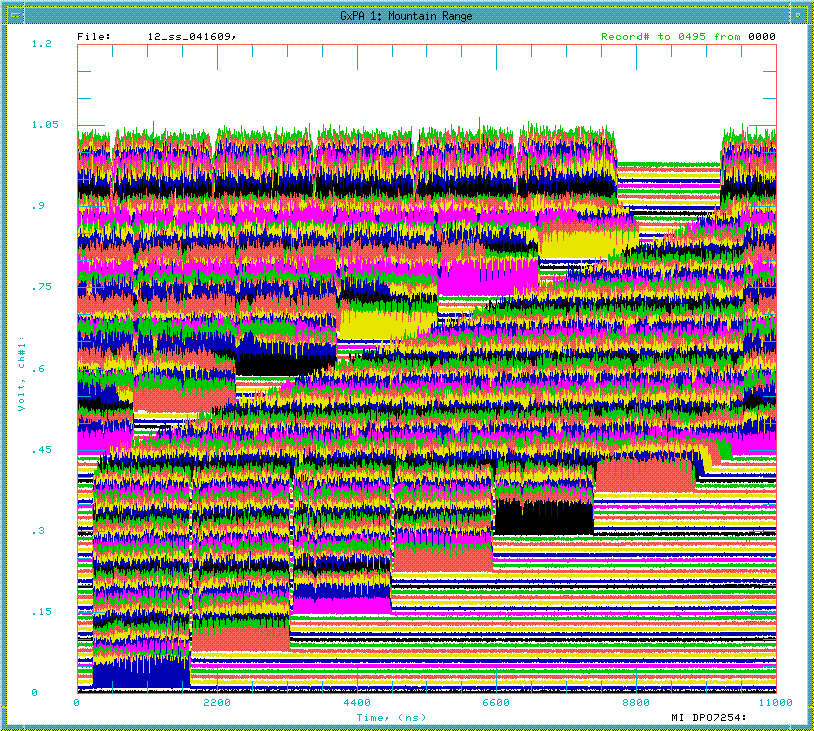 GxPA 1: Mountain Range
File: 12_ss_041609, Record# to 0495 from 0000
1.2
1.05
.9
.75
.6
.45
.3
.15
0
Volt, ch#1:
0 2200 4400 6600 8800 11000
Time, (ns) MI DPO7254: